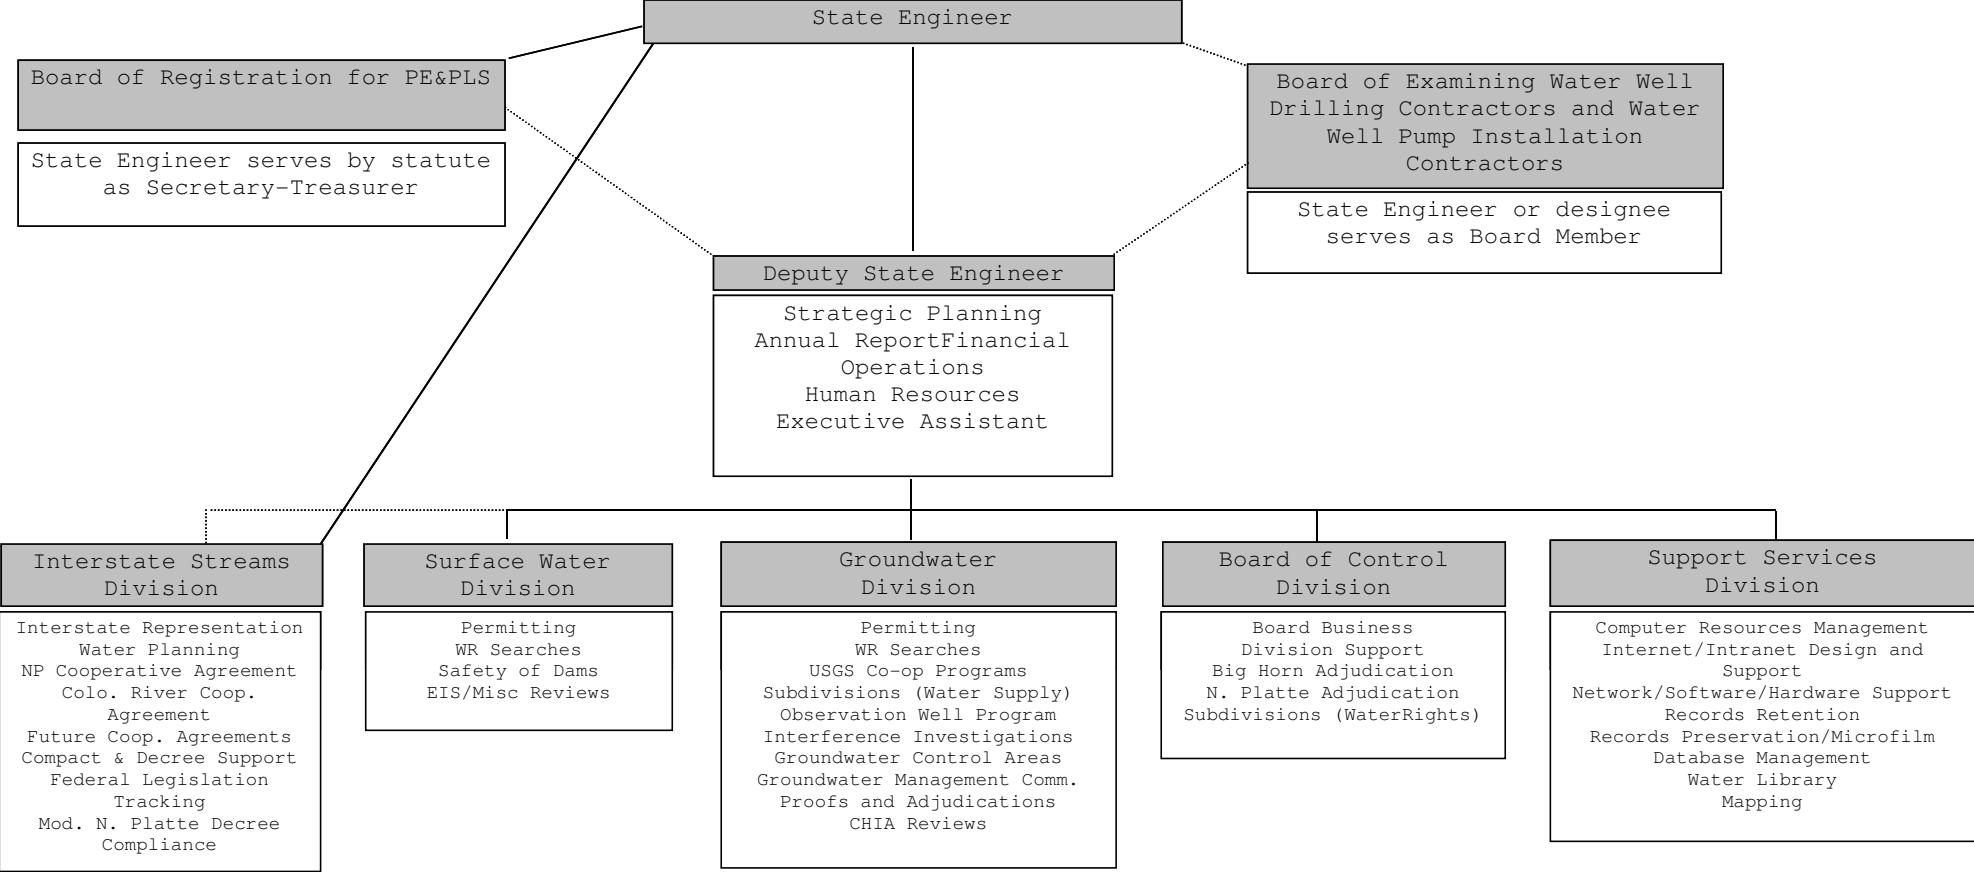 State Engineer
Board of Registration for PE&PLS
State Engineer serves by statute
as Secretary-Treasurer
Board of Examining Water Well
Drilling Contractors and Water
Well Pump Installation
Contractors
State Engineer or designee
serves as Board Member
Deputy State Engineer
Strategic Planning
Annual ReportFinancial
Operations
Human Resources
Executive Assistant
Interstate Streams
Division
Interstate Representation
Water Planning
NP Cooperative Agreement
Colo. River Coop.
Agreement
Future Coop. Agreements
Compact & Decree Support
Federal Legislation
Tracking
Mod. N. Platte Decree
Compliance
Surface Water
Division
Permitting
WR Searches
Safety of Dams
EIS/Misc Reviews
Groundwater
Division
Permitting
WR Searches
USGS Co-op Programs
Subdivisions (Water Supply)
Observation Well Program
Interference Investigations
Groundwater Control Areas
Groundwater Management Comm.
Proofs and Adjudications
CHIA Reviews
Board of Control
Division
Board Business
Division Support
Big Horn Adjudication
N. Platte Adjudication
Subdivisions (WaterRights)
Support Services
Division
Computer Resources Management
Internet/Intranet Design and
Support
Network/Software/Hardware Support
Records Retention
Records Preservation/Microfilm
Database Management
Water Library
Mapping